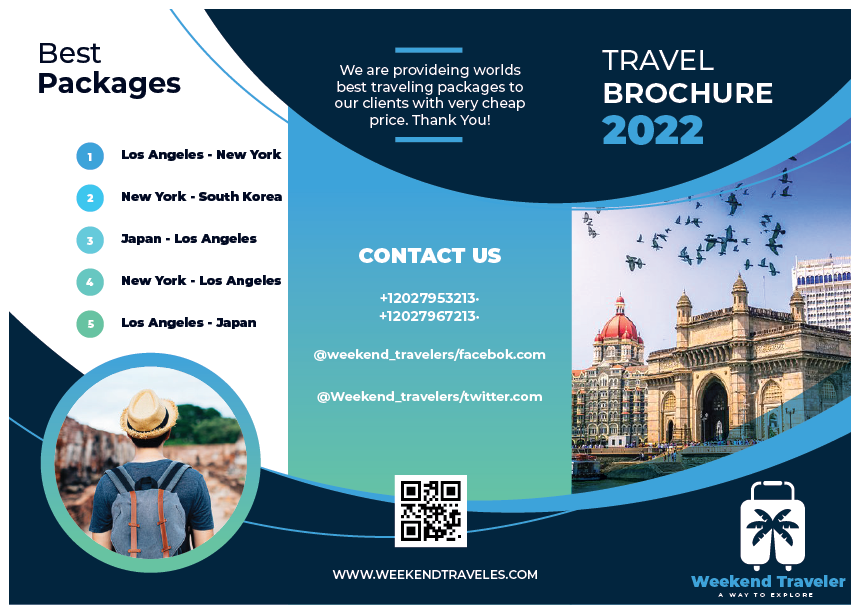 Best
Packages
1 Los Angeles - New York
2 New York - South Korea
3 Japan - Los Angeles
4 New York - Los Angeles
5 Los Angeles - Japan
We are provideing worlds
best traveling packages to
our clients with very cheap
price. Thank You!
CONTACT US
+12027953213·
+12027967213·
@weekend_travelers/facebok.com
@Weekend_travelers/twitter.com
WWW.WEEKENDTRAVELES.COM
TRAVEL
BROCHURE
2022
Weekend Traveler
A WAY TO EXPLORE